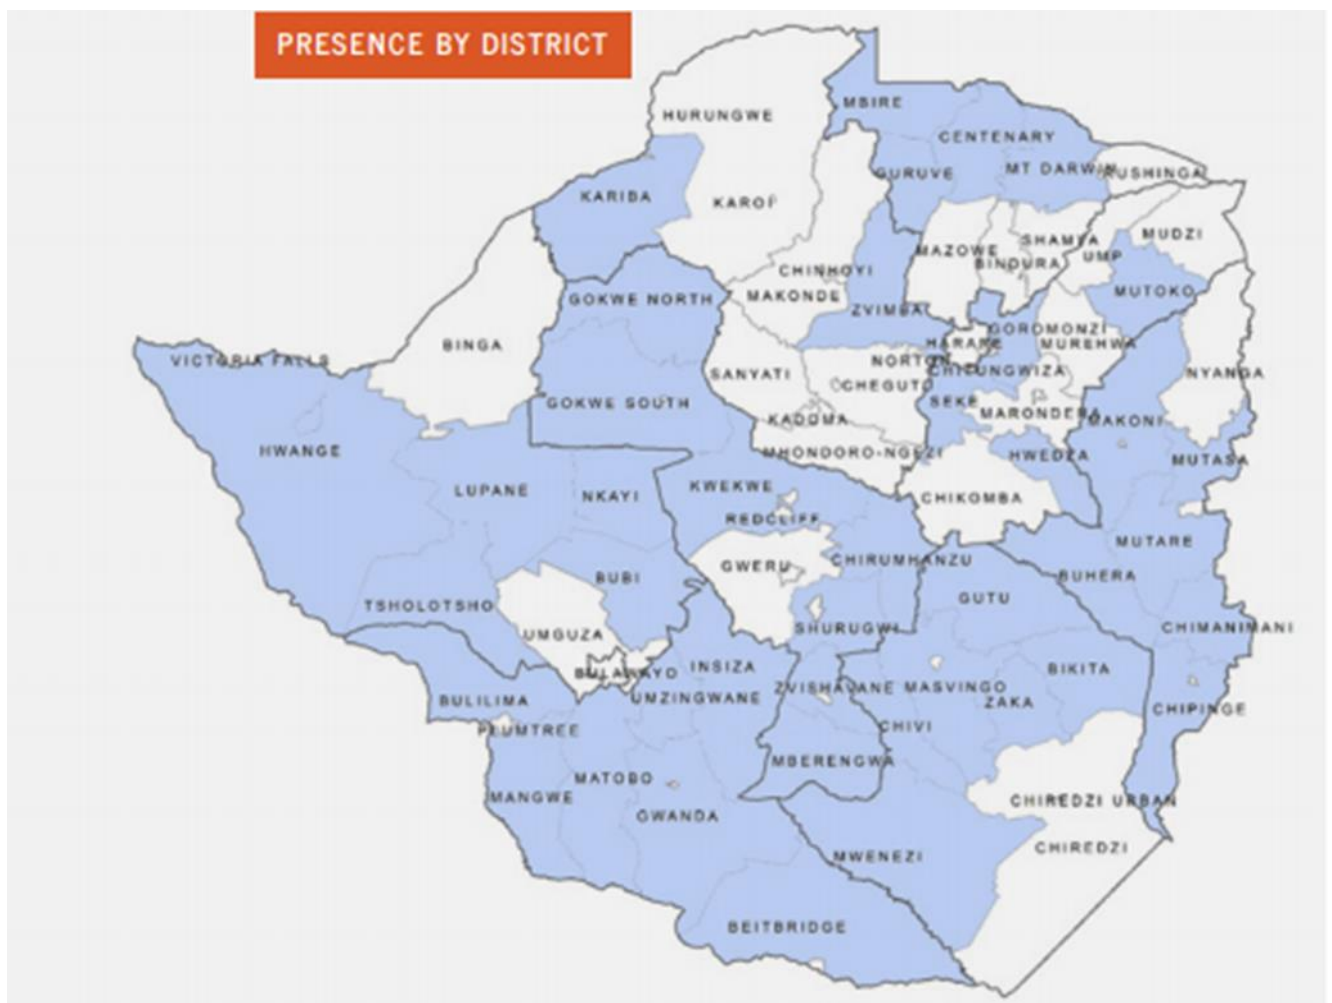 PRESENCE BY DISTRICT
MBIRE
HURUNGWE
CENTENARY
GURUVE
MT DARWIN
RUSHINGA
KARIBA
KAROI
MUDZI
SHAMVA
MAZOWE
UMP
BINDURA
CHINHOYI
MUTOKO
MAKONDE
GOKWE NORTH
ZVIMBA
GOROMONZI
HARARE
MUREHWA
BINGA
VICTORIA FALLS
NORTON
CHITUNGWIZA
SANYATI
NYANGA
CHEGUTU
GOKWE SOUTH
SEKE
MARONDERA
KADOMA
MAKONI
HWANGE
MHONDORO-NGEZI
HWEDZA
MUTASA
LUPANE
NKAYI
KWEKWE
CHIKOMBA
REDCLIFF
MUTARE
CHIRUMHANZU
GWERU
BUHERA
BUBI
GUTU
TSHOLOTSHO
SHURUGWI
CHIMANIMANI
UMGUZA
INSIZA
BIKITA
BULAWAYO
ZVISHAVANE
MASVINGO
UMZINGWANE
BULILIMA
ZAKA
CHIPINGE
PLUMTREE
CHIVI
MBERENGWA
MATOBO
MANGWE
CHIREDZI URBAN
GWANDA
CHIREDZI
MWENEZI
BEITBRIDGE